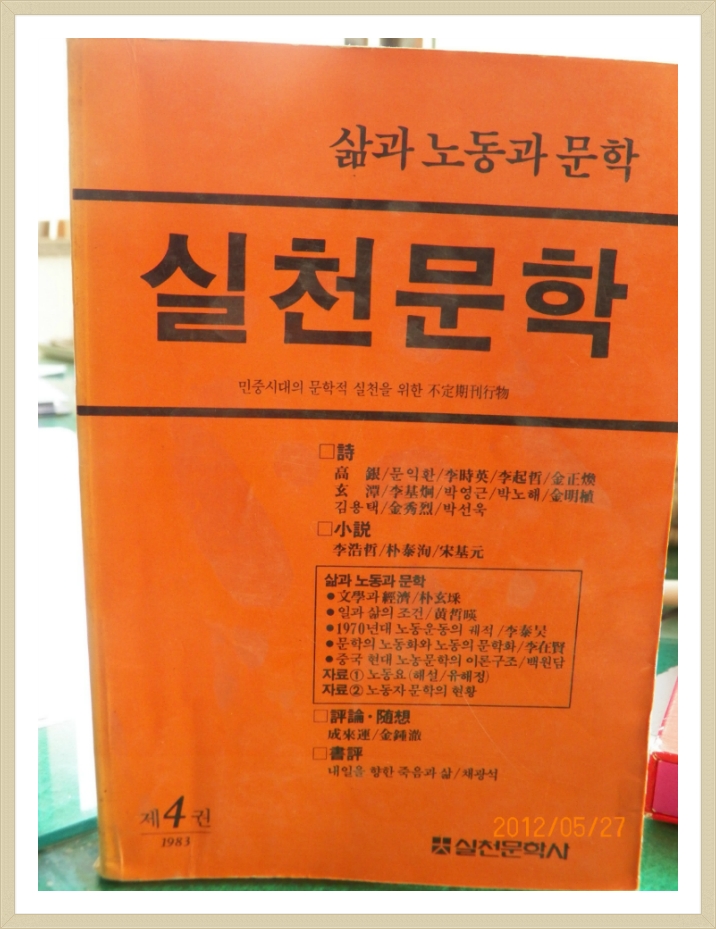 삶과 노동과 문학
실천문학
민중시대의 문학적 실천을 위한 不定期刊行物
□詩
高 銀/문익환/李時英/李起哲/金正煥
玄 潭/李基炯/박영근/박노해/金明植
김용택/金秀烈/박선욱
□小説
李浩哲/朴泰洵/宋基元
삶과 노동과 문학
●文學과 經濟/朴玄埰
●일과 삶의 조건/黃晳暎
●1970년대 노동운동의 궤적/李泰昊
●문학의 노동화와 노동의 문학화/李在賢
●중국 현대 노농문학의 이론구조/백원담
자료① 노동요(해설/유해정)
자료② 노동자 문학의 현황
□評論·随想
成來運/金鍾澈
□書評
내일을 향한 죽음과 삶/채광석
제4권
1983
실천문학사
2012/05/27